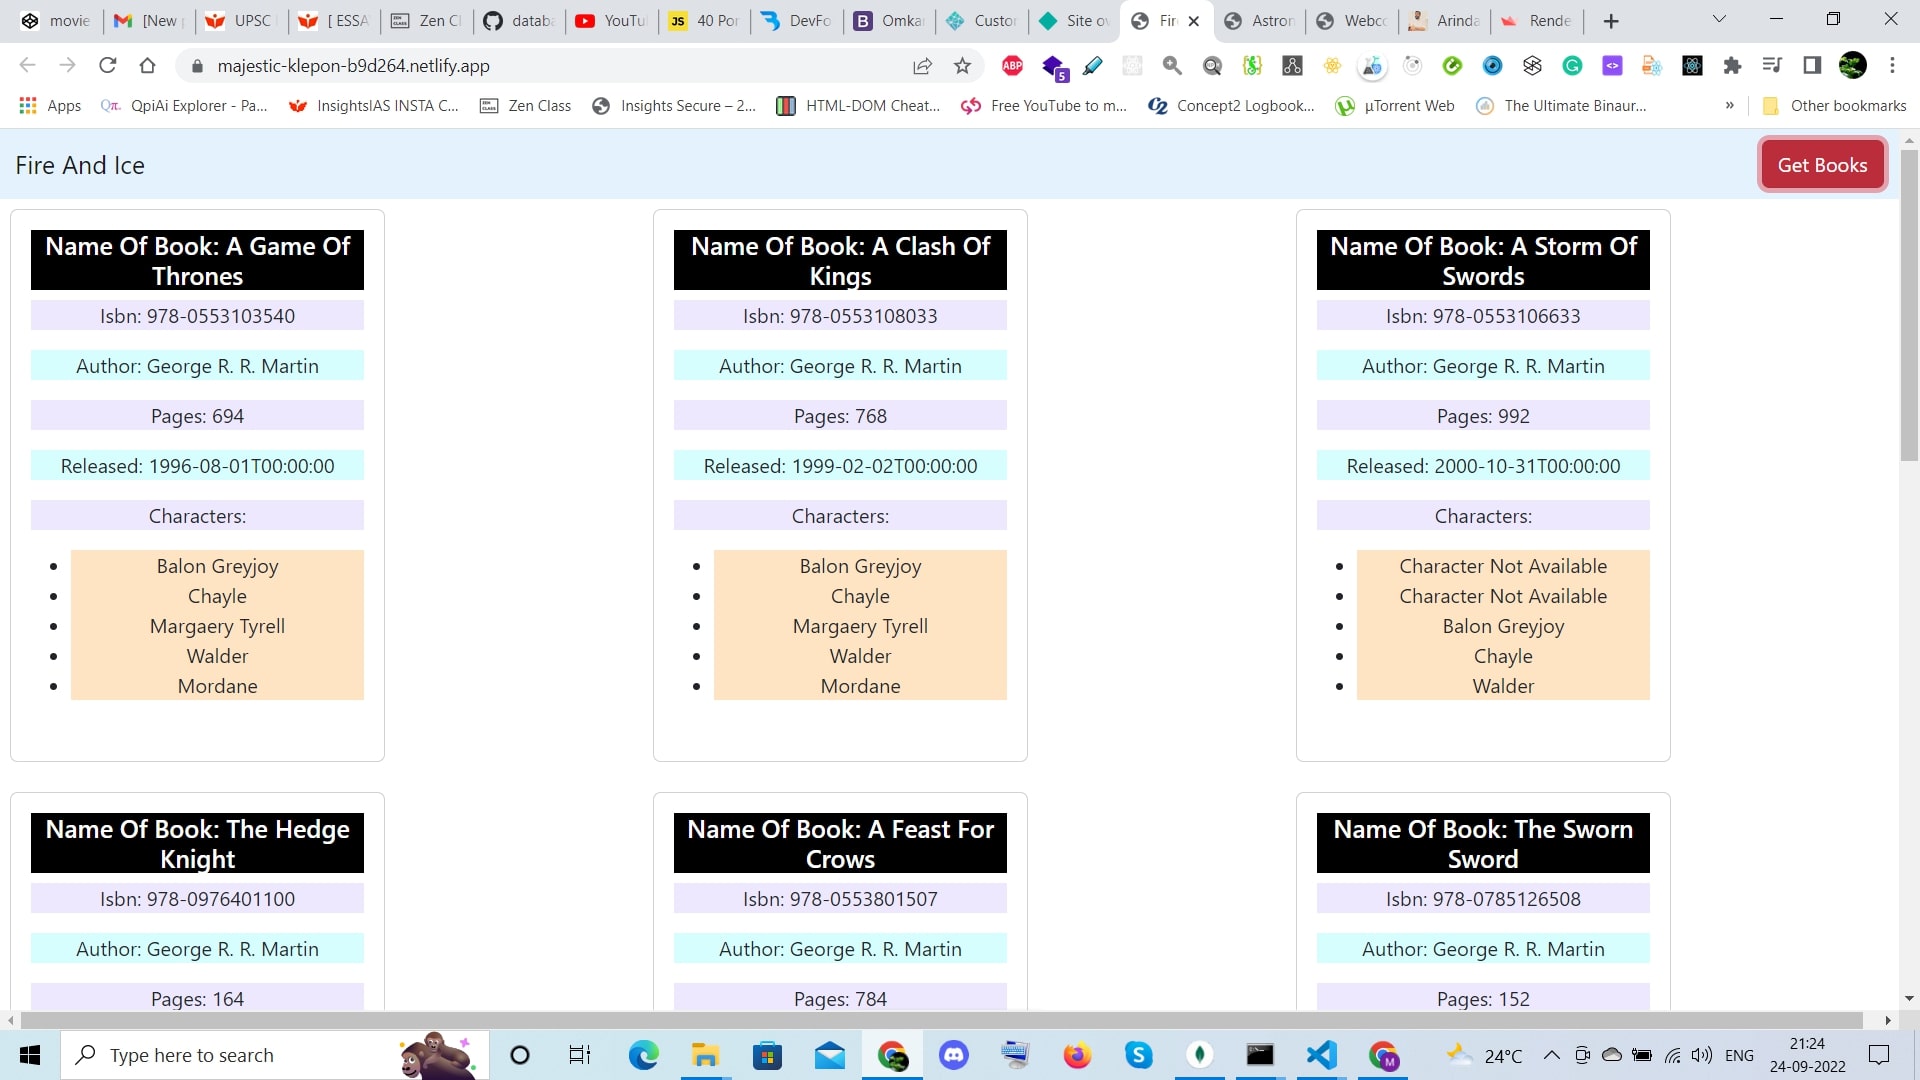 movie
[New
UPSC
[ ESSA
Zen Cl
databa
YouTu
JS
40 Por
DevFo
B
Omka
Custor
Site ov
Fire
Astron
Webco
Arinda
Rende
majestic-klepon-b9d264.netlify.app
ABP
5
Apps
QpiAi Explorer - Pa...
InsightsIAS INSTA C...
Zen Class
Insights Secure – 2...
HTML-DOM Cheat...
Free YouTube to m...
Concept2 Logbook...
µTorrent Web
The Ultimate Binaur...
»
Other bookmarks
Fire And Ice
Get Books
Name Of Book: A Game Of
Thrones
Isbn: 978-0553103540
Author: George R. R. Martin
Pages: 694
Released: 1996-08-01T00:00:00
Characters:
Balon Greyjoy
Chayle
Margaery Tyrell
Walder
Mordane
Name Of Book: A Clash Of
Kings
Isbn: 978-0553108033
Author: George R. R. Martin
Pages: 768
Released: 1999-02-02T00:00:00
Characters:
Balon Greyjoy
Chayle
Margaery Tyrell
Walder
Mordane
Name Of Book: A Storm Of
Swords
Isbn: 978-0553106633
Author: George R. R. Martin
Pages: 992
Released: 2000-10-31T00:00:00
Characters:
Character Not Available
Character Not Available
Balon Greyjoy
Chayle
Walder
Name Of Book: The Hedge
Knight
Isbn: 978-0976401100
Author: George R. R. Martin
Pages: 164
Name Of Book: A Feast For
Crows
Isbn: 978-0553801507
Author: George R. R. Martin
Pages: 784
Name Of Book: The Sworn
Sword
Isbn: 978-0785126508
Author: George R. R. Martin
Pages: 152
Type here to search
24°C
ENG
21:24
24-09-2022